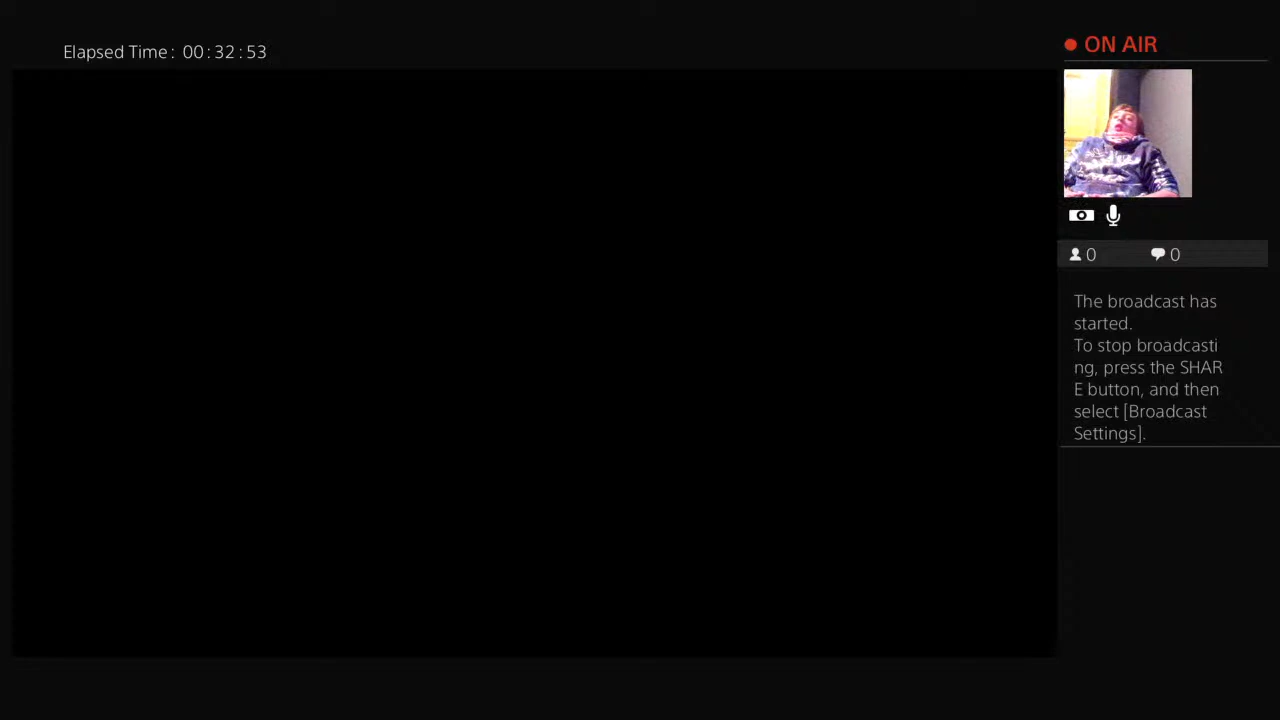 Elapsed Time: 00:32:53
ON AIR
0
0
The broadcast has
started.
To stop broadcasti
ng, press the SHAR
E button, and then
select [Broadcast
Settings].